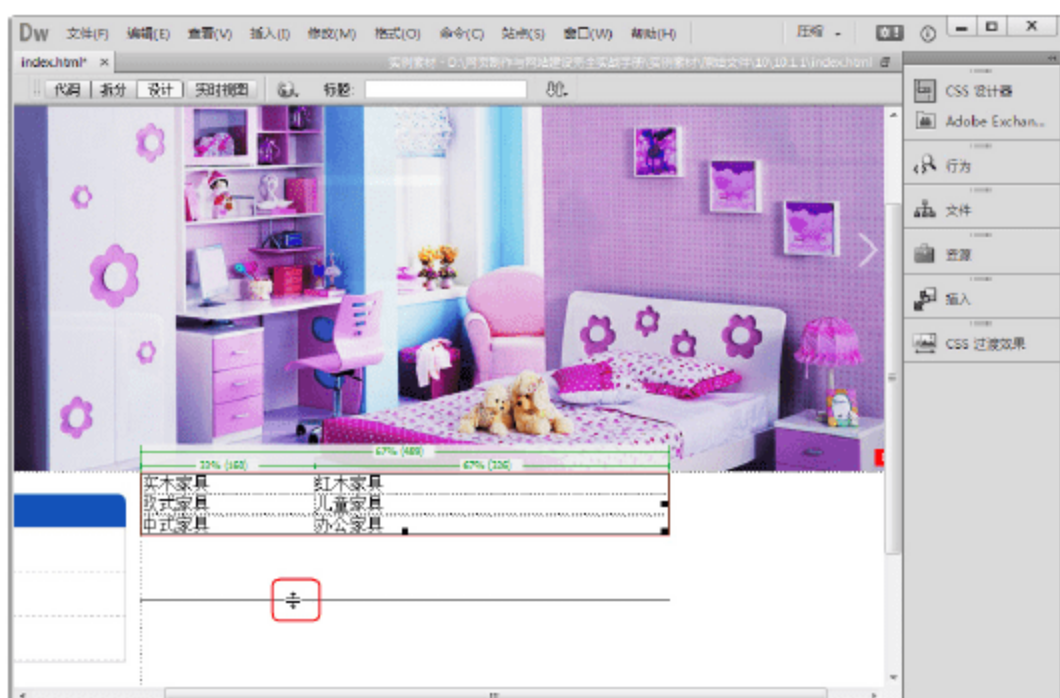 Dw 文件(F) 编辑(E) 查看(V) 插入(I) 修改(M) 格式(O) 命令(C) 站点(S) 窗口(W) 帮助(H) 压缩
index.html* ×
代码 拆分 设计 实时视图 标题:
CSS 设计器
Adobe Exchan...
行为
文件
资源
插入
CSS 过渡效果
67% (488)
67% (326)
实木家具 红木家具
欧式家具 儿童家具
中式家具 办公家具